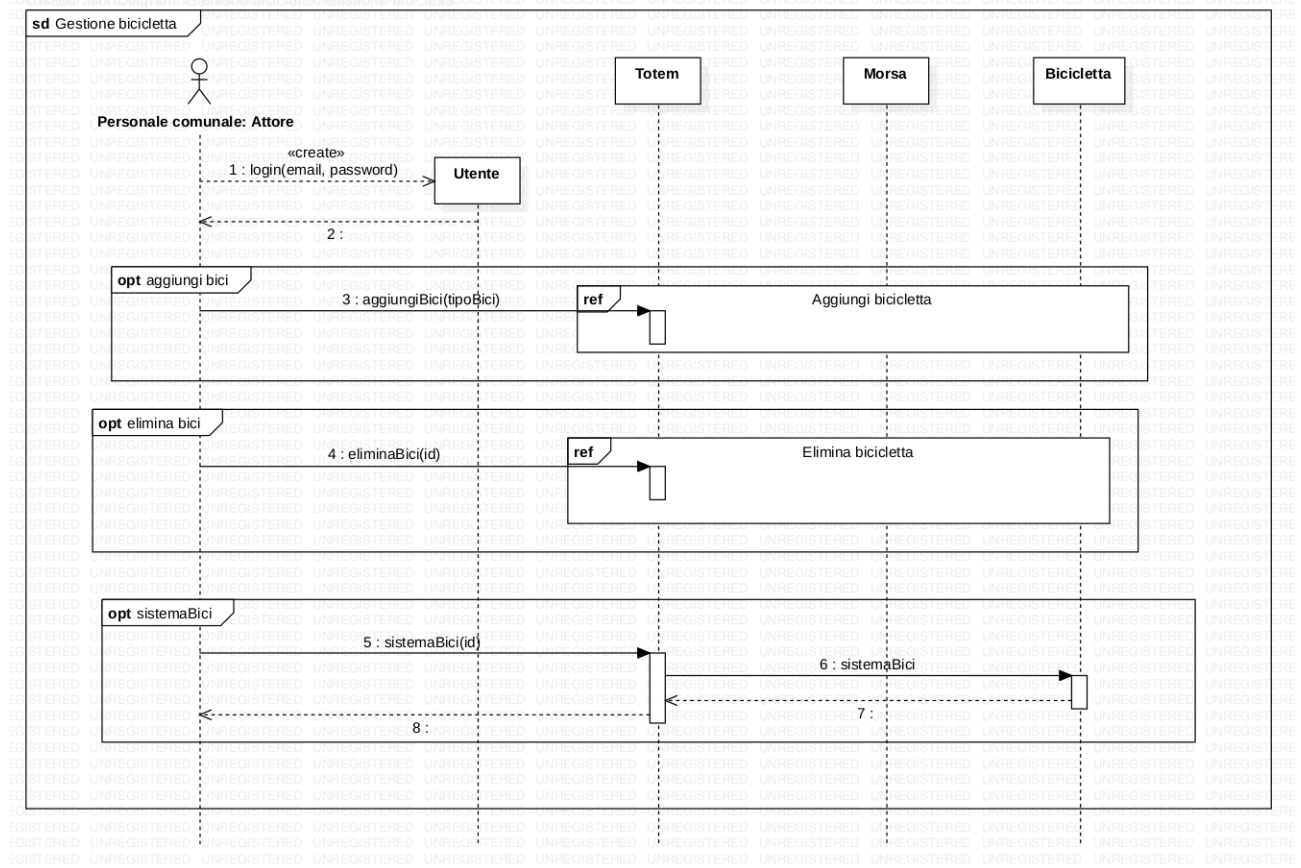 sd Gestione bicicletta
Totem
Morsa
Bicicletta
Personale comunale: Attore
«create»
1 : login(email, password)
Utente
2 :
opt aggiungi bici
3 : aggiungiBici(tipoBici)
ref
Aggiungi bicicletta
opt elimina bici
4 : eliminaBici(id)
ref
Elimina bicicletta
opt sistemaBici
5 : sistemaBici(id)
6 : sistemaBici
7 :
8 :
UNREGISTERED